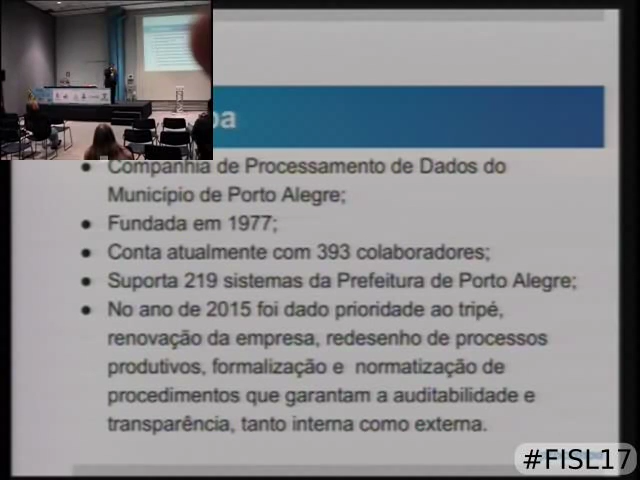 pa
● Companhia de Processamento de Dados do
Município de Porto Alegre;
● Fundada em 1977;
● Conta atualmente com 393 colaboradores;
● Suporta 219 sistemas da Prefeitura de Porto Alegre;
● No ano de 2015 foi dado prioridade ao tripé,
renovação da empresa, redesenho de processos
produtivos, formalização e normatização de
procedimentos que garantam a auditabilidade e
transparência, tanto interna como externa.
#FISL17